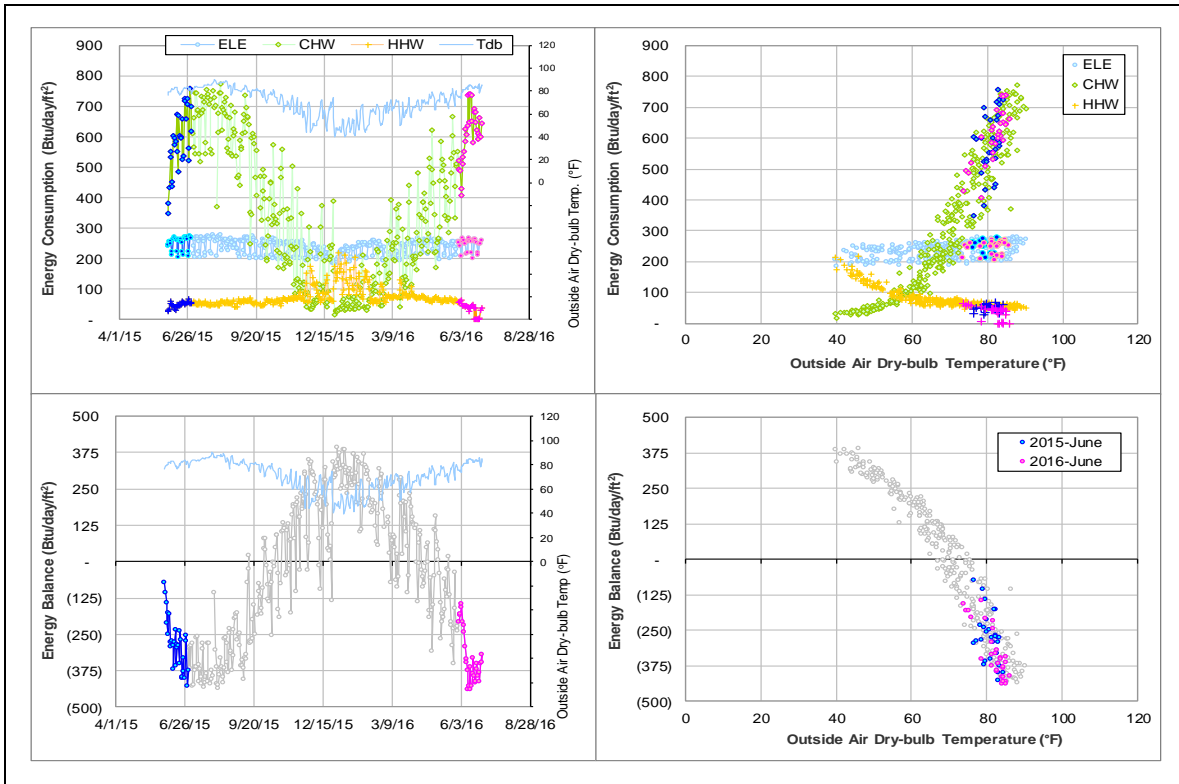 ELE CHW HHW Tdb
Energy Consumption (Btu/day/ft²)
900
800
700
600
500
400
300
200
100
-
120
100
80
60
40
20
0
Outside Air Dry-bulb Temp. (°F)
4/1/15 6/26/15 9/20/15 12/15/15 3/9/16 6/3/16 8/28/16
Energy Consumption (Btu/day/ft²)
900
800
700
600
500
400
300
200
100
-
ELE
CHW
HHW
0 20 40 60 80 100 120
Outside Air Dry-bulb Temperature (°F)
Energy Balance (Btu/day/ft²)
500
375
250
125
-
(125)
(250)
(375)
(500)
120
100
80
60
40
20
0
Outside Air Dry-bulb Temp (°F)
4/1/15 6/26/15 9/20/15 12/15/15 3/9/16 6/3/16 8/28/16
Energy Balance (Btu/day/ft²)
500
375
250
125
-
(125)
(250)
(375)
(500)
2015-June
2016-June
0 20 40 60 80 100 120
Outside Air Dry-bulb Temperature (°F)